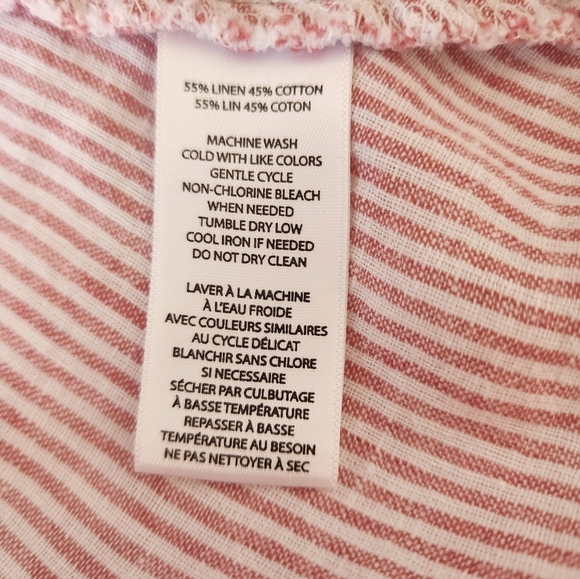 55% LINEN 45% COTTON
55% LIN 45% COTON
MACHINE WASH
COLD WITH LIKE COLORS
GENTLE CYCLE
NON-CHLORINE BLEACH
WHEN NEEDED
TUMBLE DRY LOW
COOL IRON IF NEEDED
DO NOT DRY CLEAN
LAVER À LA MACHINE
À L'EAU FROIDE
AVEC COULEURS SIMILAIRES
AU CYCLE DÉLICAT
BLANCHIR SANS CHLORE
SI NECESSAIRE
SÉCHER PAR CULBUTAGE
À BASSE TEMPÉRATURE
REPASSER À BASSE
TEMPÉRATURE AU BESOIN
NE PAS NETTOYER À SEC